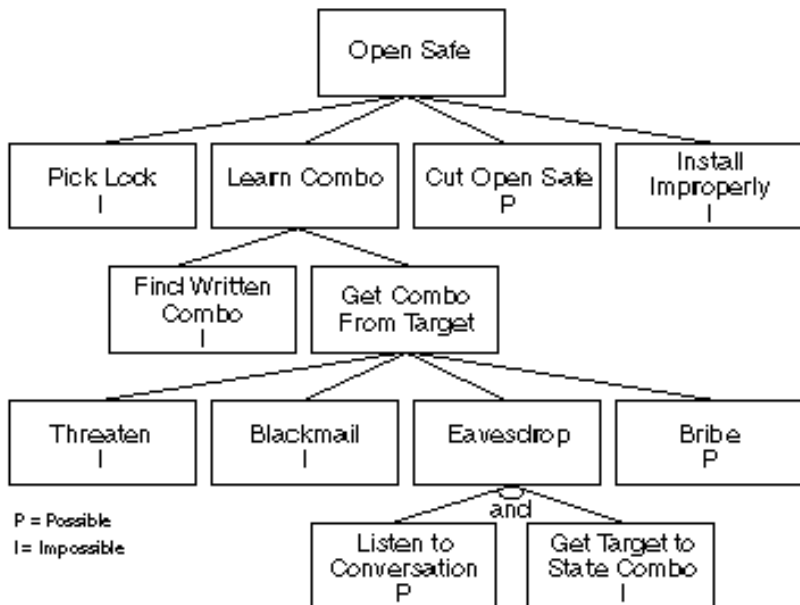 Open Safe
Pick Lock
I
Learn Combo
Cut Open Safe
P
Install
Improperly
I
Find Written
Combo
I
Get Combo
From Target
Threaten
I
Blackmail
I
Eavesdrop
Bribe
P
and
P = Possible
I = Impossible
Listen to
Conversation
P
Get Target to
State Combo
I